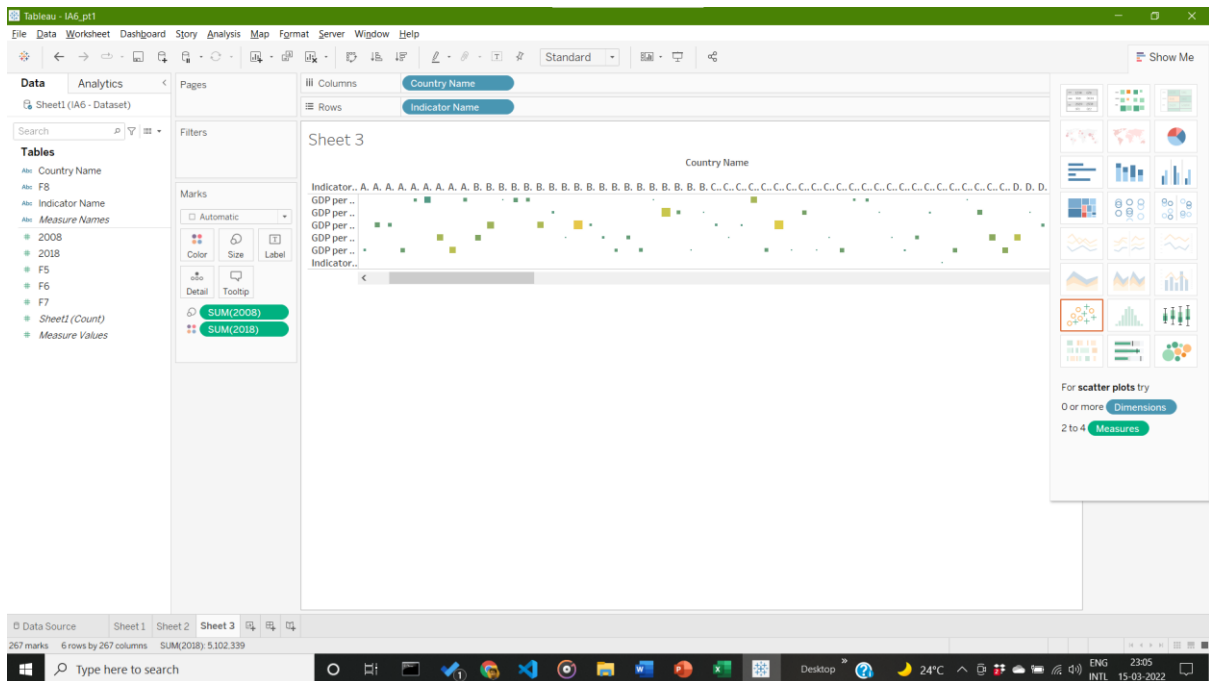 Tableau - IA6_pt1
File Data Worksheet Dashboard Story Analysis Map Format Server Window Help
Standard
Show Me
Data Analytics
Sheet1 (IA6 - Dataset)
Search
Tables
Abc Country Name
Abc F8
Abc Indicator Name
Abc Measure Names
# 2008
# 2018
# F5
# F6
# F7
# Sheet1 (Count)
# Measure Values
Pages
Filters
Marks
Automatic
Color Size Label
Detail Tooltip
SUM(2008)
SUM(2018)
iii Columns Country Name
Rows Indicator Name
Sheet 3
Country Name
Indicator.. A. A. A. A. A. A. A. A. A. B. B. B. B. B. B. B. B. B. B. B. B. B. B. B. B. B. B. B. C.. C.. C.. C.. C.. C.. C.. C.. C.. C.. C.. C.. C.. C.. C.. C.. C.. C.. C.. C.. C.. C.. C.. C.. D. D. D.
GDP per ..
GDP per ..
GDP per ..
GDP per ..
GDP per ..
Indicator..
For scatter plots try
0 or more Dimensions
2 to 4 Measures
Data Source Sheet 1 Sheet 2 Sheet 3
267 marks 6 rows by 267 columns SUM(2018): 5,102.339
Type here to search
Desktop
24°C
ENG
INTL
23:05
15-03-2022